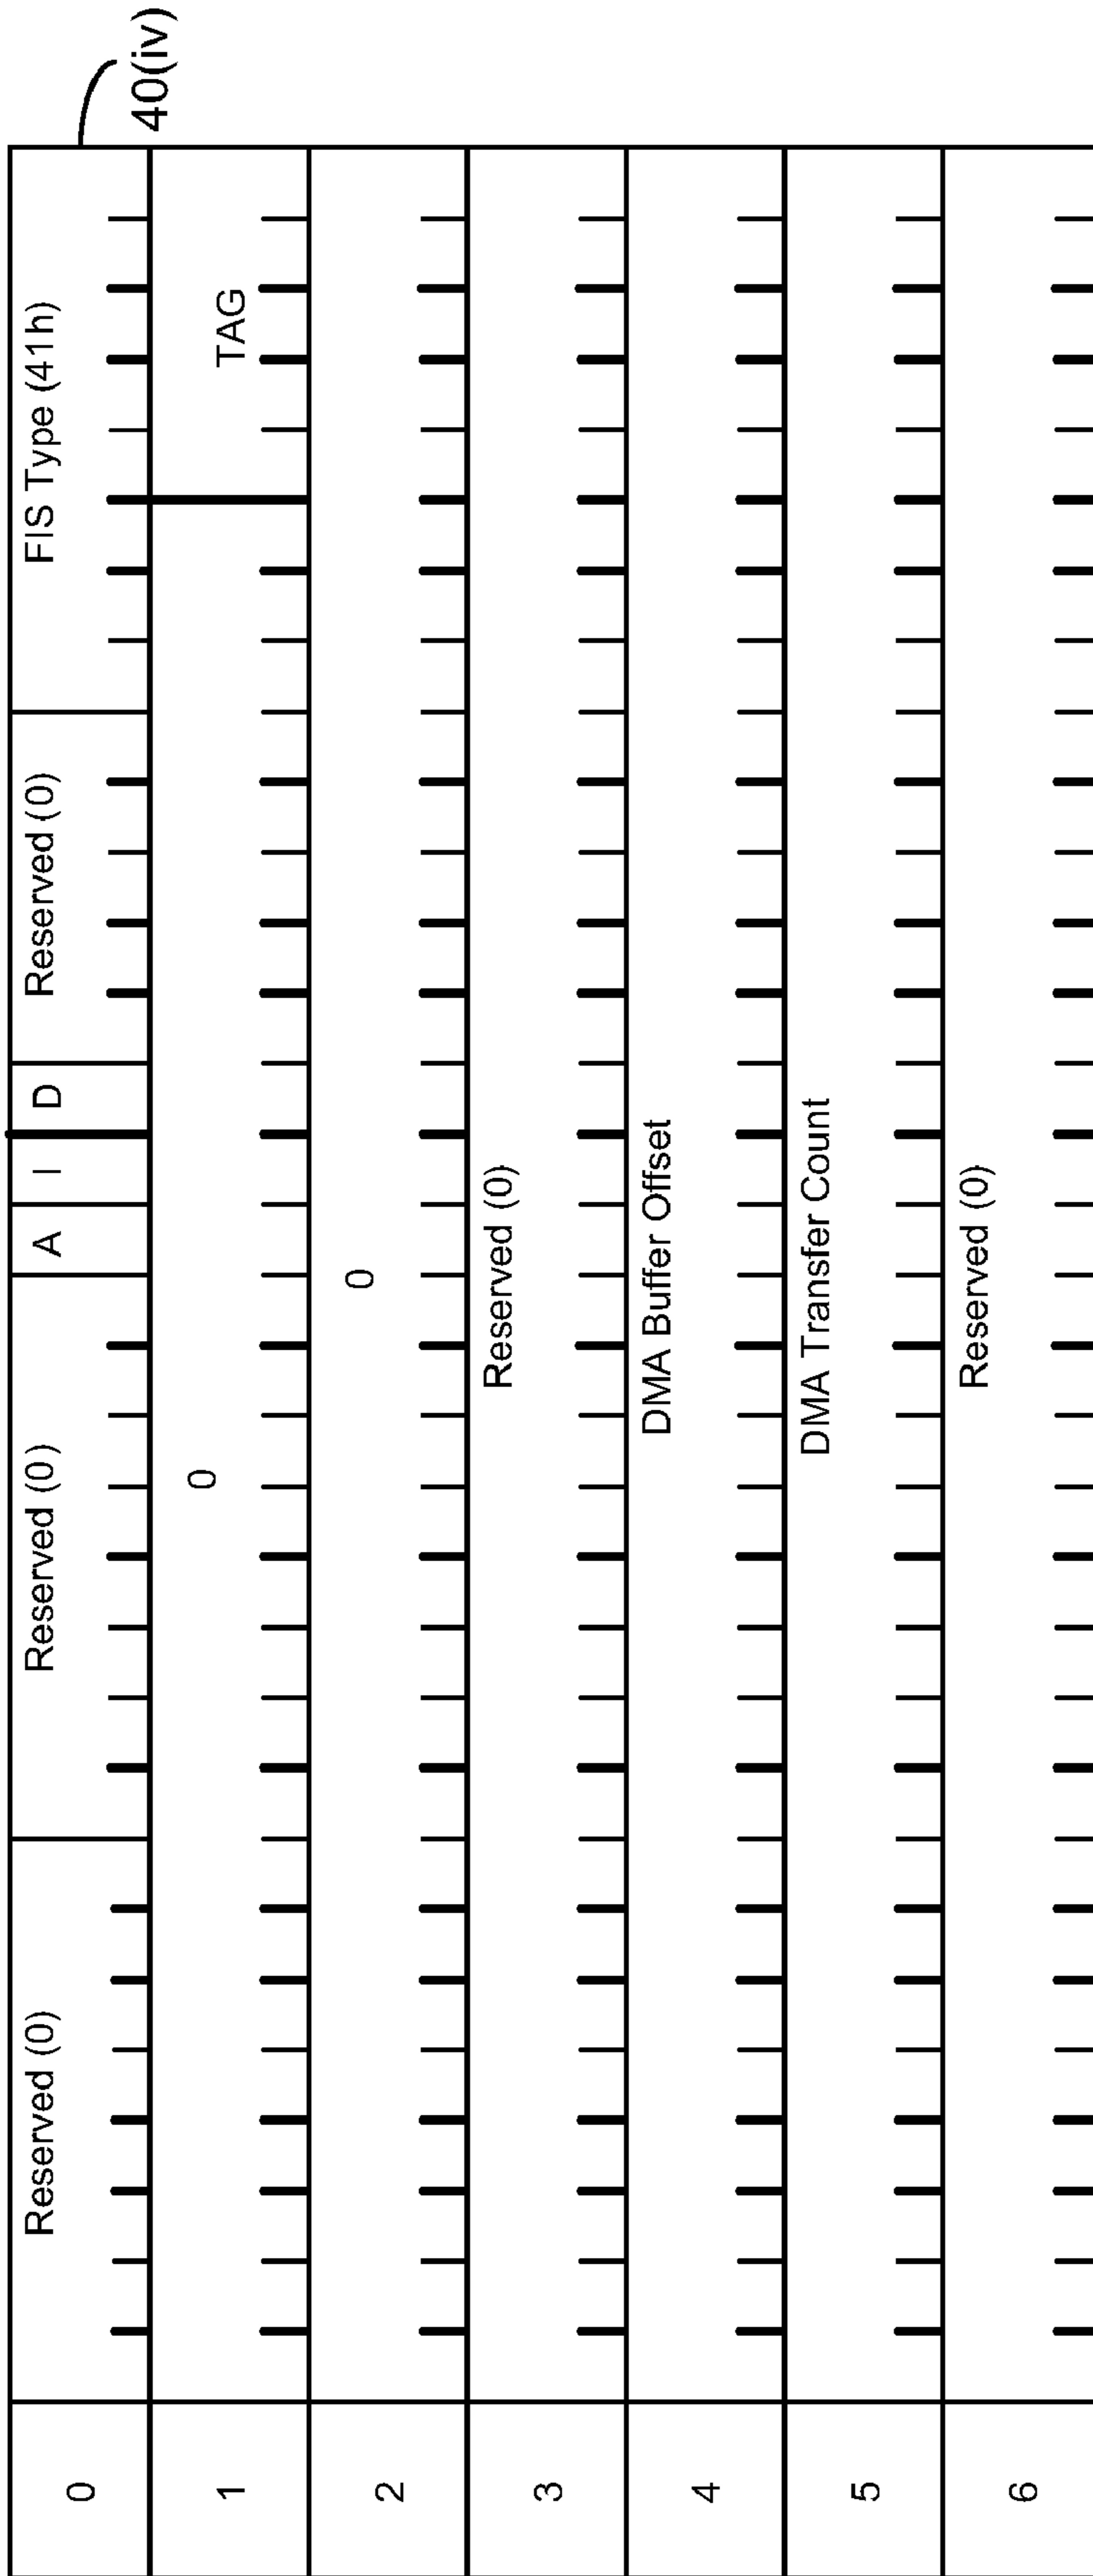 40(iv)
0 Reserved (0) Reserved (0) A I D Reserved (0) FIS Type (41h)
1 0 TAG
2 0
3 Reserved (0)
4 DMA Buffer Offset
5 DMA Transfer Count
6 Reserved (0)